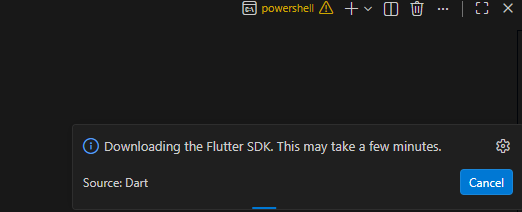 powershell
Downloading the Flutter SDK. This may take a few minutes.
Source: Dart
Cancel